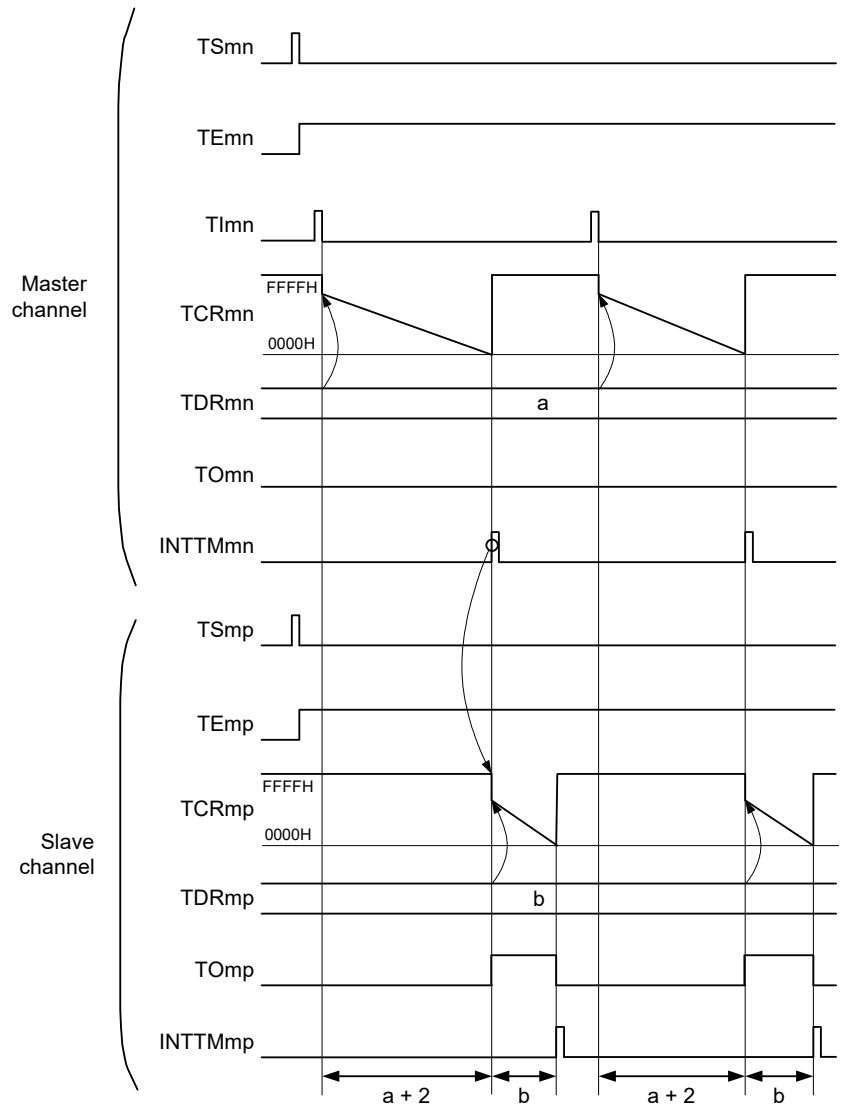 TSmn
TEmn
TImn
Master
channel
FFFFH
TCRmn
0000H
TDRmn
a
TOmn
INTTMmn
TSmp
TEmp
FFFFH
TCRmp
0000H
Slave
channel
TDRmp
b
TOmp
INTTMmp
a + 2
b
a + 2
b